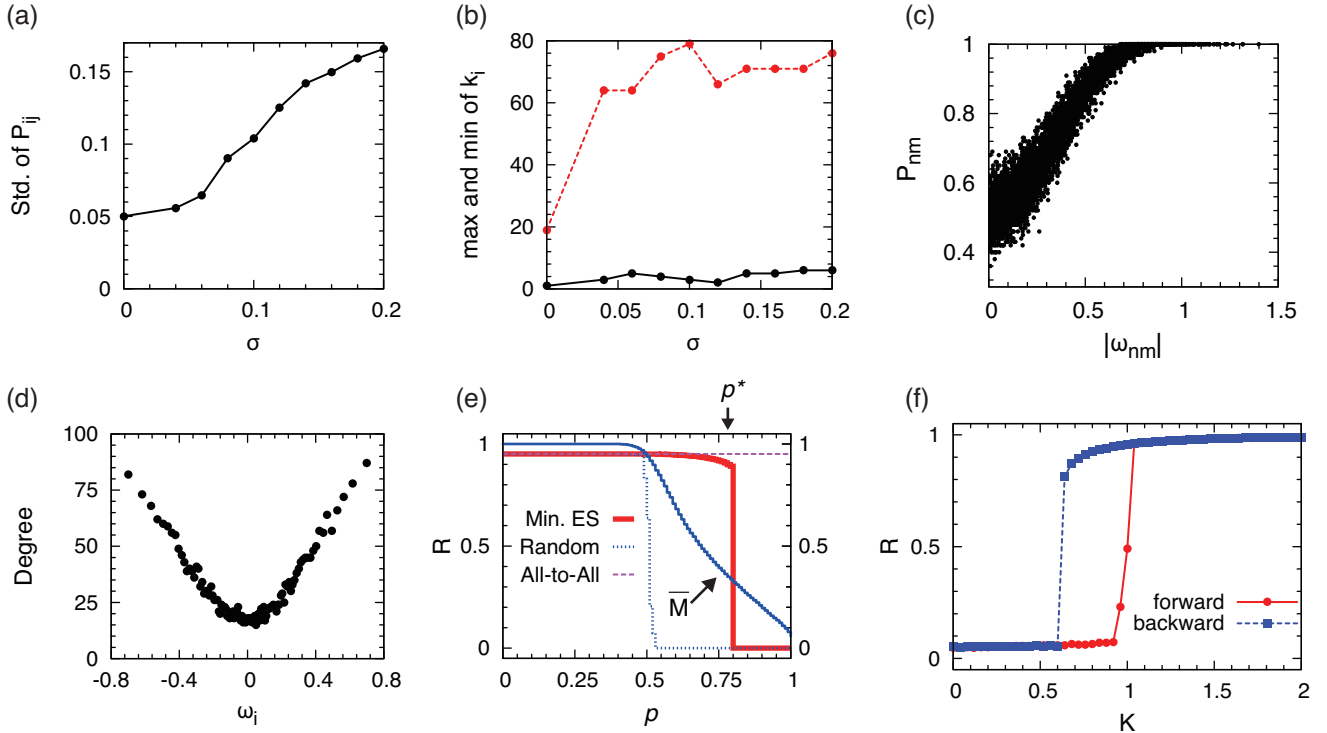 (a)
Std. of P_ij
0.15
0.1
0.05
0
0 0.1 0.2
σ
(b)
max and min of k_i
80
60
40
20
0
0 0.05 0.1 0.15 0.2
σ
(c)
P_nm
1
0.8
0.6
0.4
0 0.5 1 1.5
|ω_nm|
(d)
Degree
100
75
50
25
0
-0.8 -0.4 0 0.4 0.8
ω_i
(e)
p*
R
1
0.5
0
1
0.5
0
Min. ES
Random
All-to-All
M̅
0 0.25 0.5 0.75 1
p
(f)
R
1
0.5
0
forward
backward
0 0.5 1 1.5 2
K